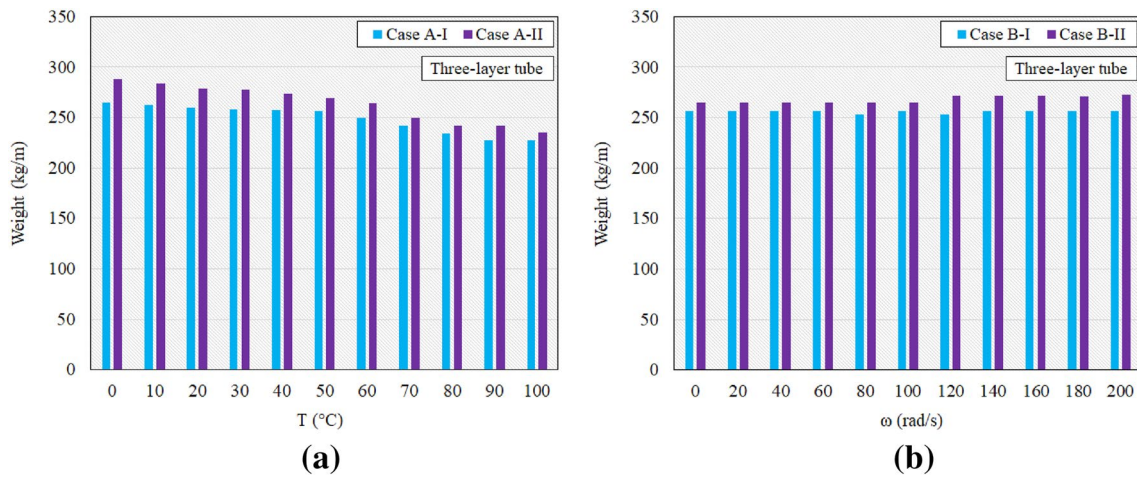 350
300
250
200
150
100
50
0
Weight (kg/m)
Case A-I Case A-II
Three-layer tube
0 10 20 30 40 50 60 70 80 90 100
T (°C)
(a)
350
300
250
200
150
100
50
0
Weight (kg/m)
Case B-I Case B-II
Three-layer tube
0 20 40 60 80 100 120 140 160 180 200
ω (rad/s)
(b)